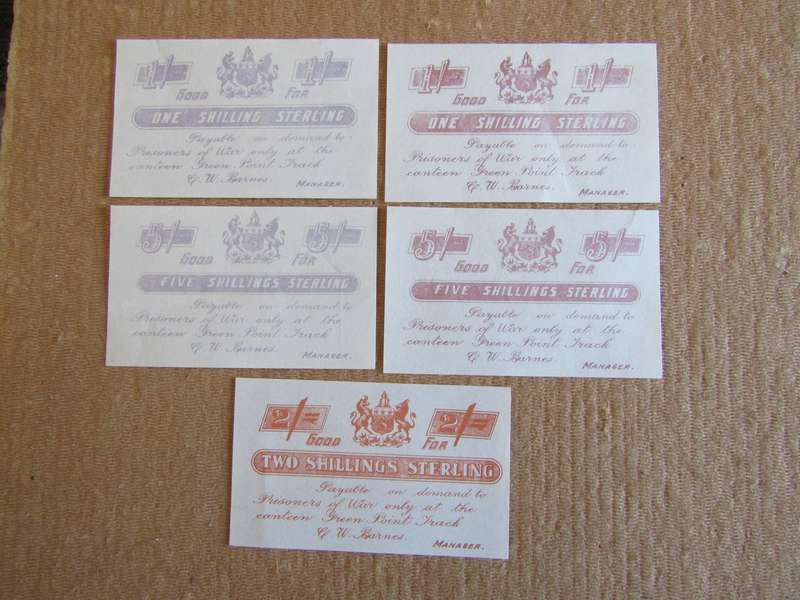 1/- 1/-
GOOD FOR
ONE SHILLING STERLING
Payable on demand to
Prisoners of War only at the
canteen Green Point Track
G. W. Barnes.
MANAGER.
1/- 1/-
GOOD FOR
ONE SHILLING STERLING
Payable on demand to
Prisoners of War only at the
canteen Green Point Track
G. W. Barnes.
MANAGER.
5/- 5/-
GOOD FOR
FIVE SHILLINGS STERLING
Payable on demand to
Prisoners of War only at the
canteen Green Point Track
G. W. Barnes.
MANAGER.
5/- 5/-
GOOD FOR
FIVE SHILLINGS STERLING
Payable on demand to
Prisoners of War only at the
canteen Green Point Track
G. W. Barnes.
MANAGER.
2/= 2/=
GOOD FOR
TWO SHILLINGS STERLING
Payable on demand to
Prisoners of War only at the
canteen Green Point Track
G. W. Barnes.
MANAGER.